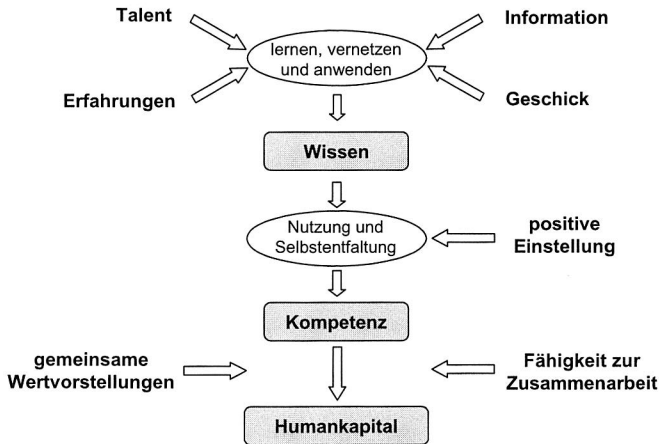 Talent
Information
lernen, vernetzen
und anwenden
Erfahrungen
Geschick
Wissen
Nutzung und
Selbstentfaltung
positive
Einstellung
Kompetenz
gemeinsame
Wertvorstellungen
Fähigkeit zur
Zusammenarbeit
Humankapital